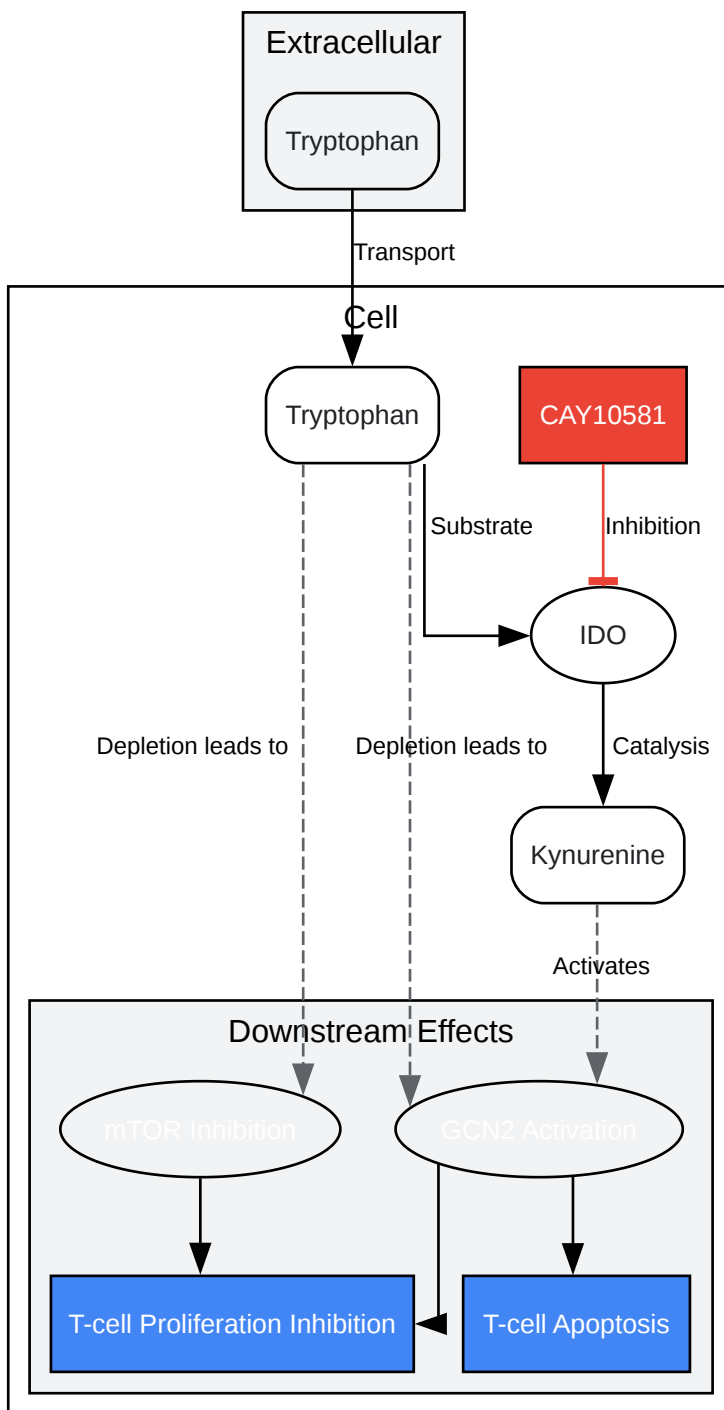 Extracellular
Tryptophan
Transport
Cell
Tryptophan
CAY10581
Substrate
Inhibition
IDO
Depletion leads to
Depletion leads to
Catalysis
Kynurenine
Activates
Downstream Effects
mTOR Inhibition
GCN2 Activation
T-cell Proliferation Inhibition
T-cell Apoptosis